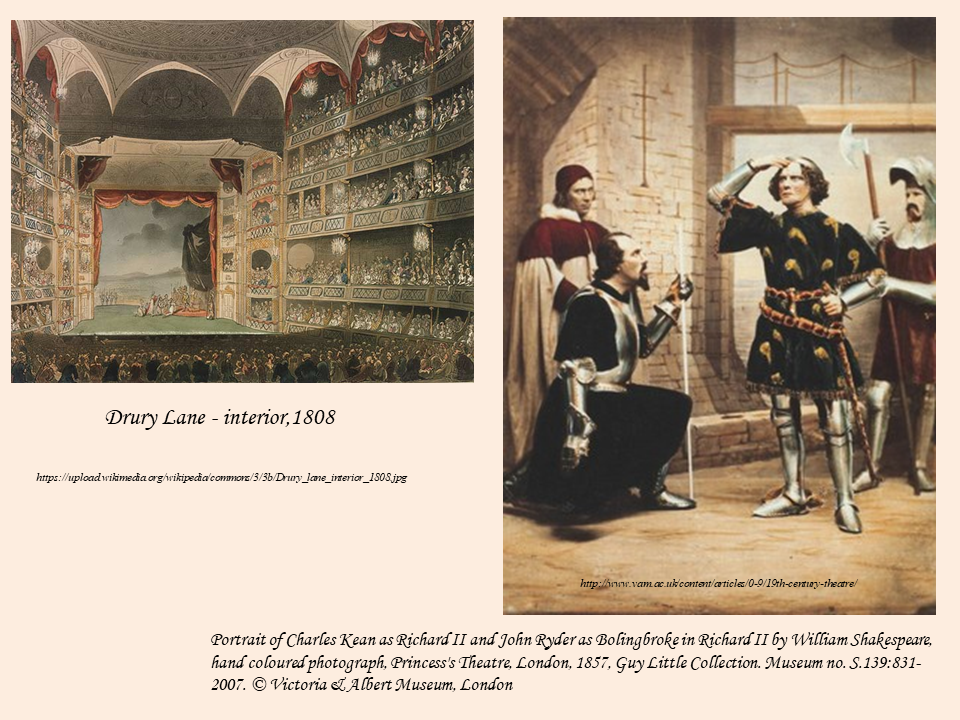 Drury Lane - interior,1808
https://upload.wikimedia.org/wikipedia/commons/3/3b/Drury_lane_interior_1808.jpg
http://www.vam.ac.uk/content/articles/0-9/19th-century-theatre/
Portrait of Charles Kean as Richard II and John Ryder as Bolingbroke in Richard II by William Shakespeare,
hand coloured photograph, Princess's Theatre, London, 1857, Guy Little Collection. Museum no. S.139:831-
2007. © Victoria & Albert Museum, London